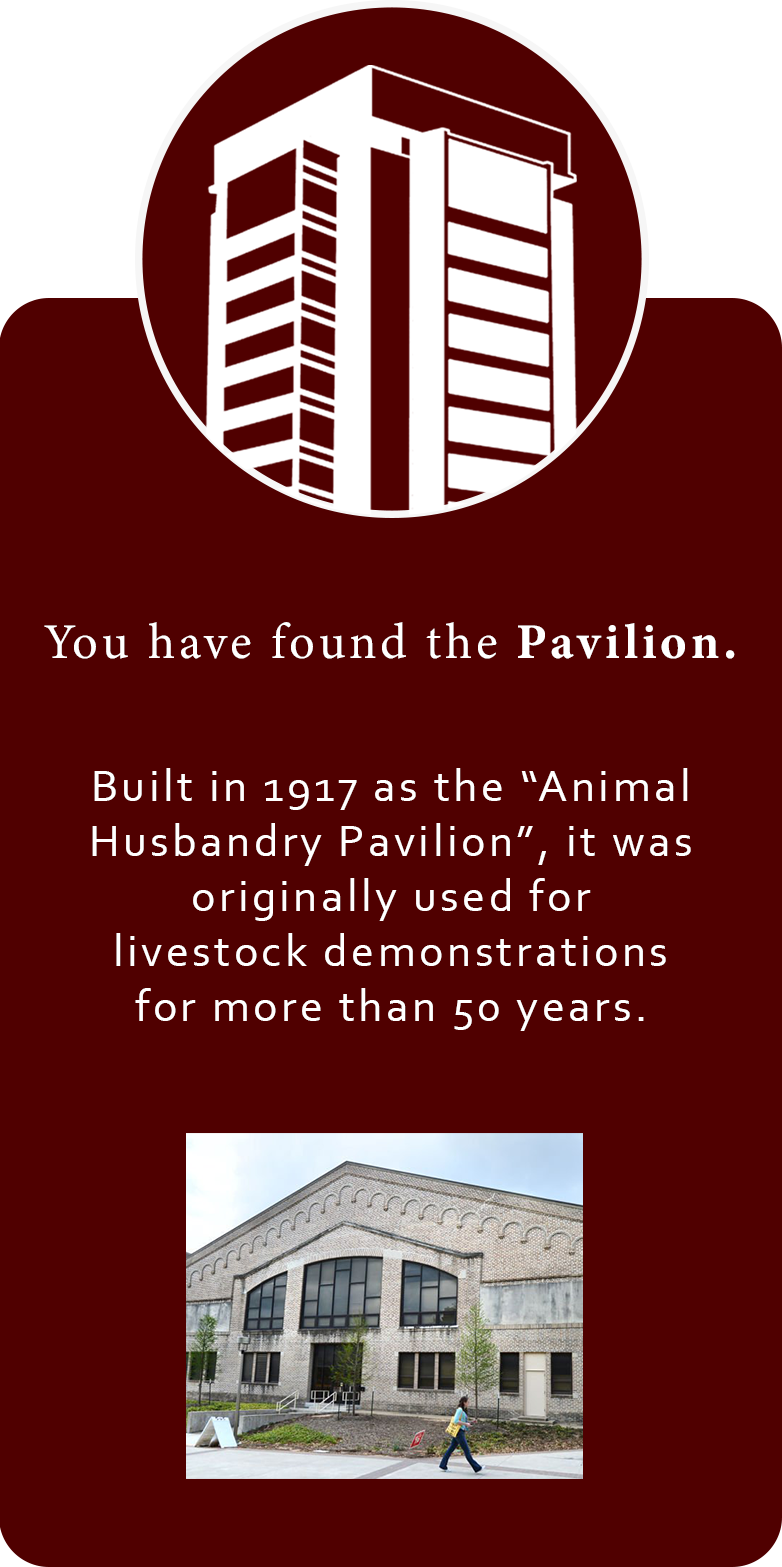 You have found the Pavilion.
Built in 1917 as the “Animal
Husbandry Pavilion”, it was
originally used for
livestock demonstrations
for more than 50 years.